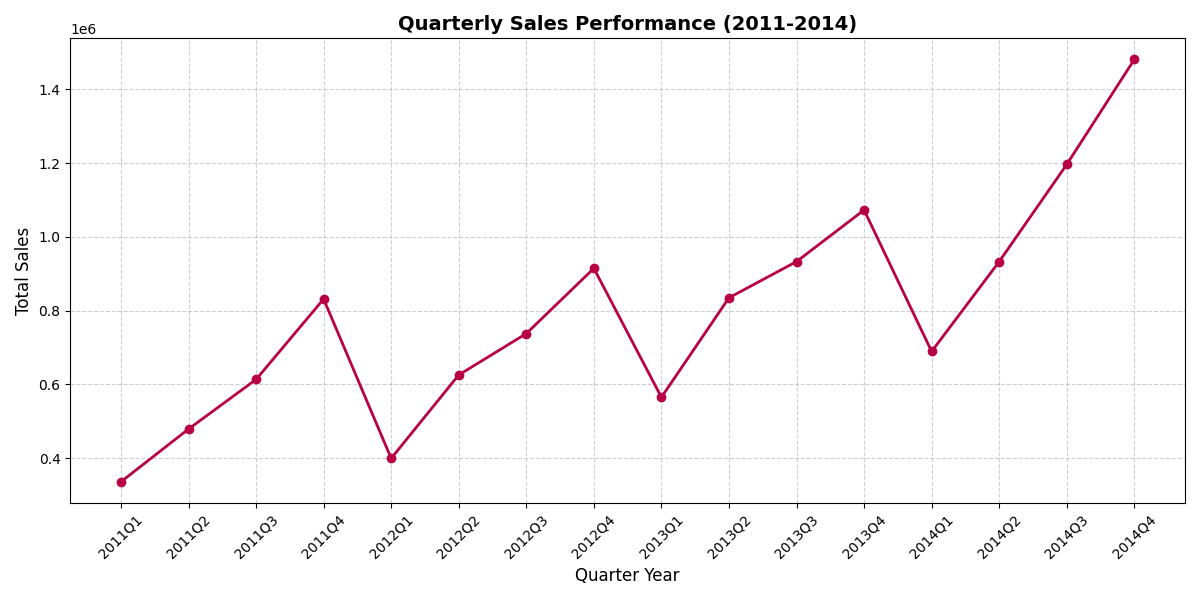 Quarterly Sales Performance (2011-2014)
1e6
1.4
1.2
1.0
0.8
0.6
0.4
Total Sales
2011Q1
2011Q2
2011Q3
2011Q4
2012Q1
2012Q2
2012Q3
2012Q4
2013Q1
2013Q2
2013Q3
2013Q4
2014Q1
2014Q2
2014Q3
2014Q4
Quarter Year